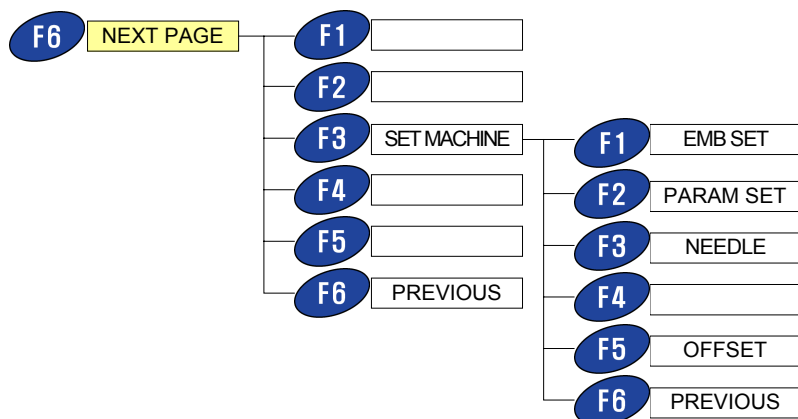 F6 NEXT PAGE
F1
F2
F3 SET MACHINE
F4
F5
F6 PREVIOUS
F1 EMB SET
F2 PARAM SET
F3 NEEDLE
F4
F5 OFFSET
F6 PREVIOUS